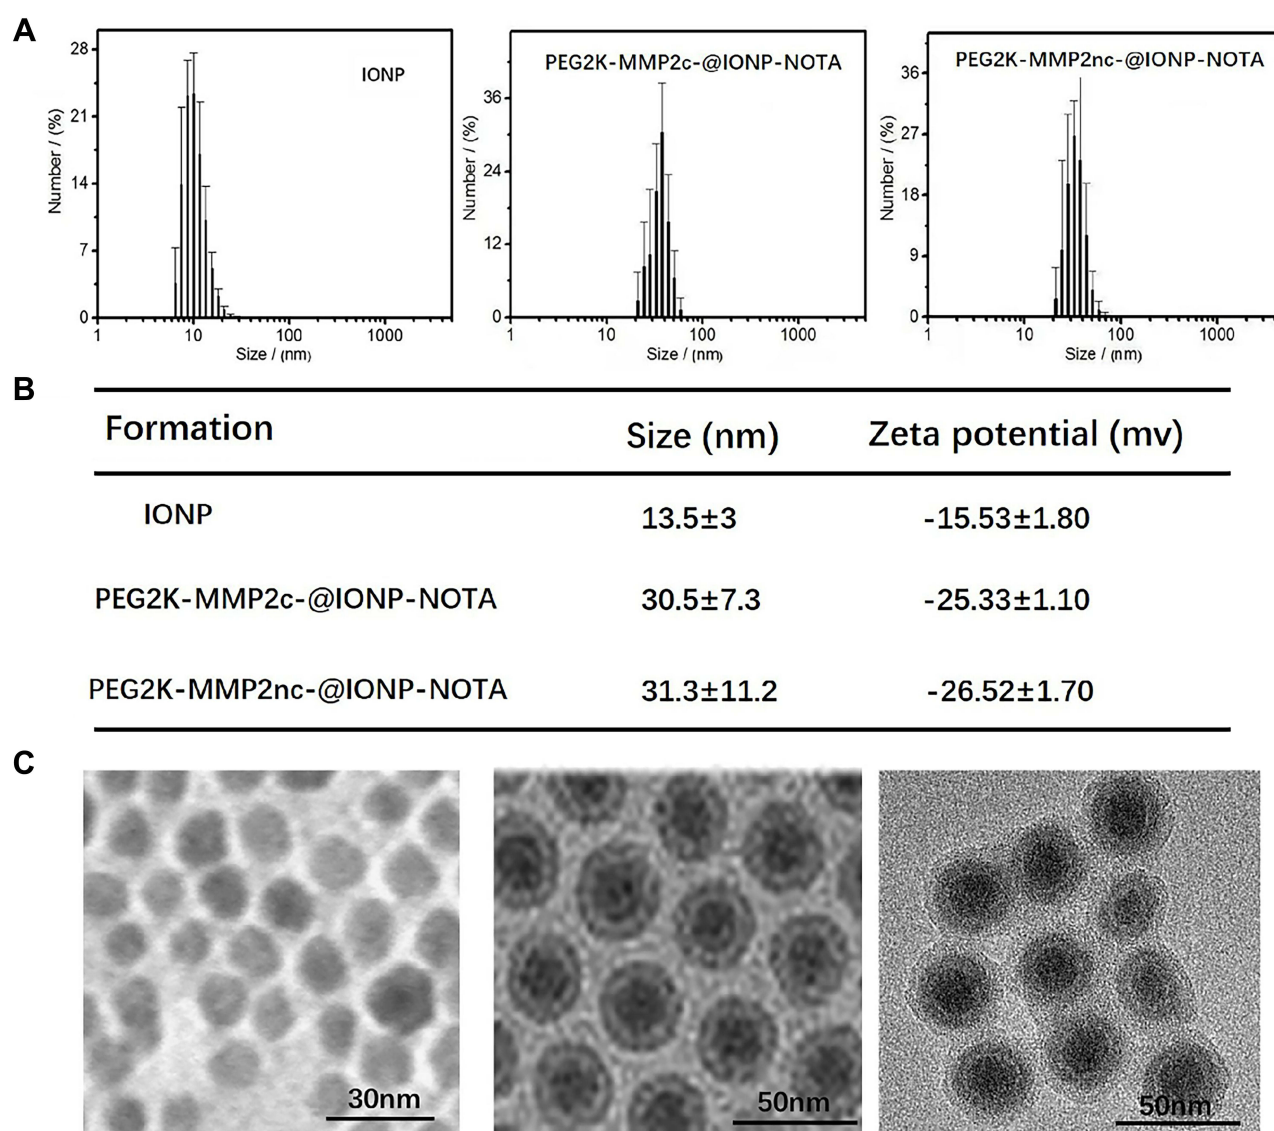 A
IONP
28
21
14
7
0
Number / (%)
1 10 100 1000
Size / (nm)
PEG2K-MMP2c-@IONP-NOTA
36
24
12
0
Number / (%)
1 10 100 1000
Size / (nm)
PEG2K-MMP2nc-@IONP-NOTA
36
27
18
9
0
Number / (%)
1 10 100 1000
Size / (nm)
B
Formation Size (nm) Zeta potential (mv)
IONP 13.5±3 -15.53±1.80
PEG2K-MMP2c-@IONP-NOTA 30.5±7.3 -25.33±1.10
PEG2K-MMP2nc-@IONP-NOTA 31.3±11.2 -26.52±1.70
C
30nm
50nm
50nm